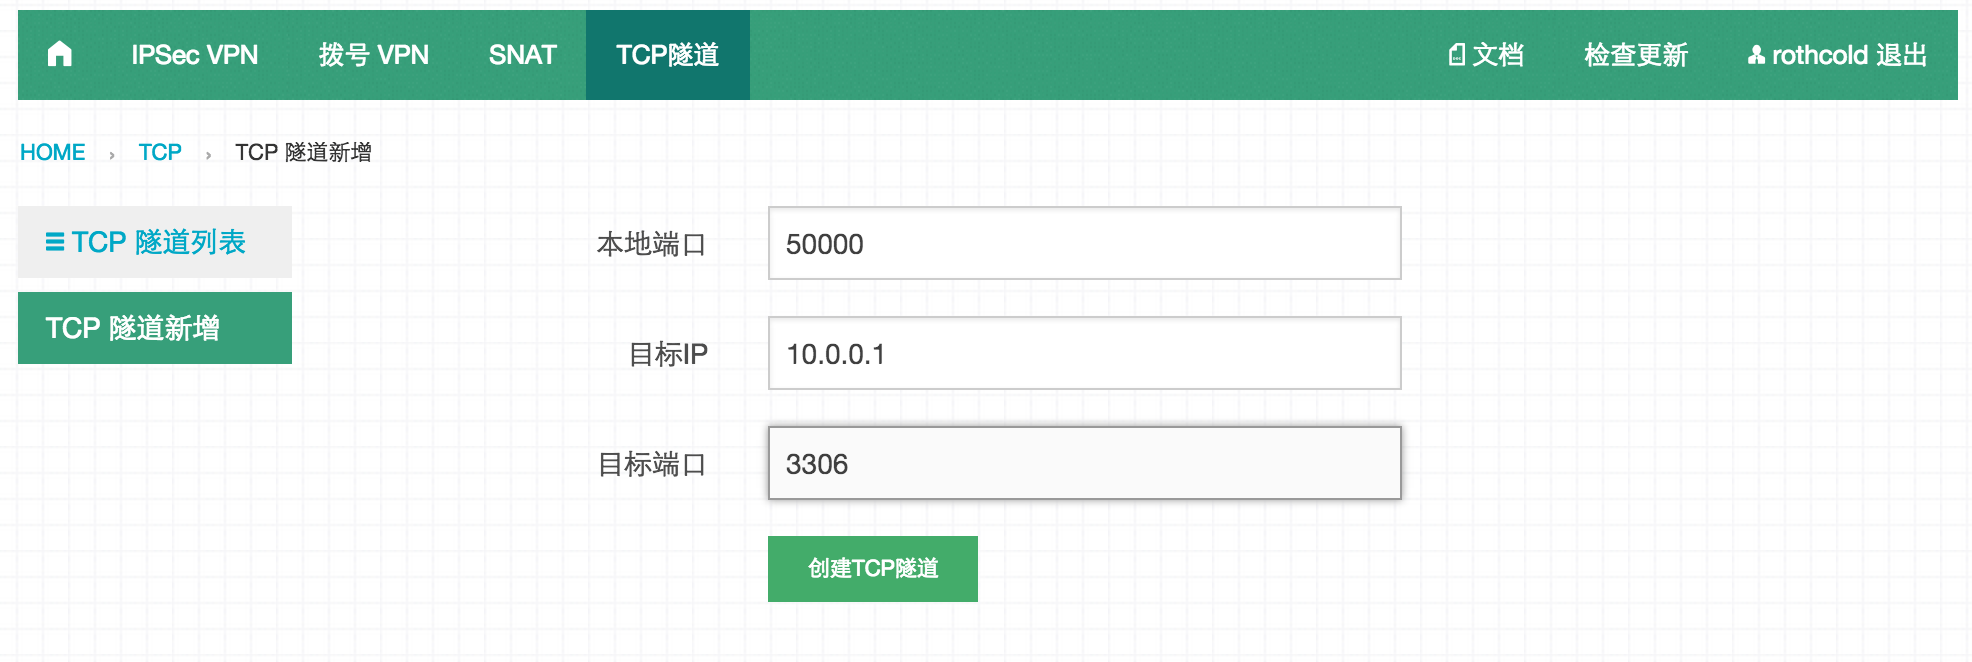 IPSec VPN 拨号 VPN SNAT TCP隧道 文档 检查更新 rothcold 退出
HOME › TCP › TCP 隧道新增
TCP 隧道列表
TCP 隧道新增
本地端口 50000
目标IP 10.0.0.1
目标端口 3306
创建TCP隧道